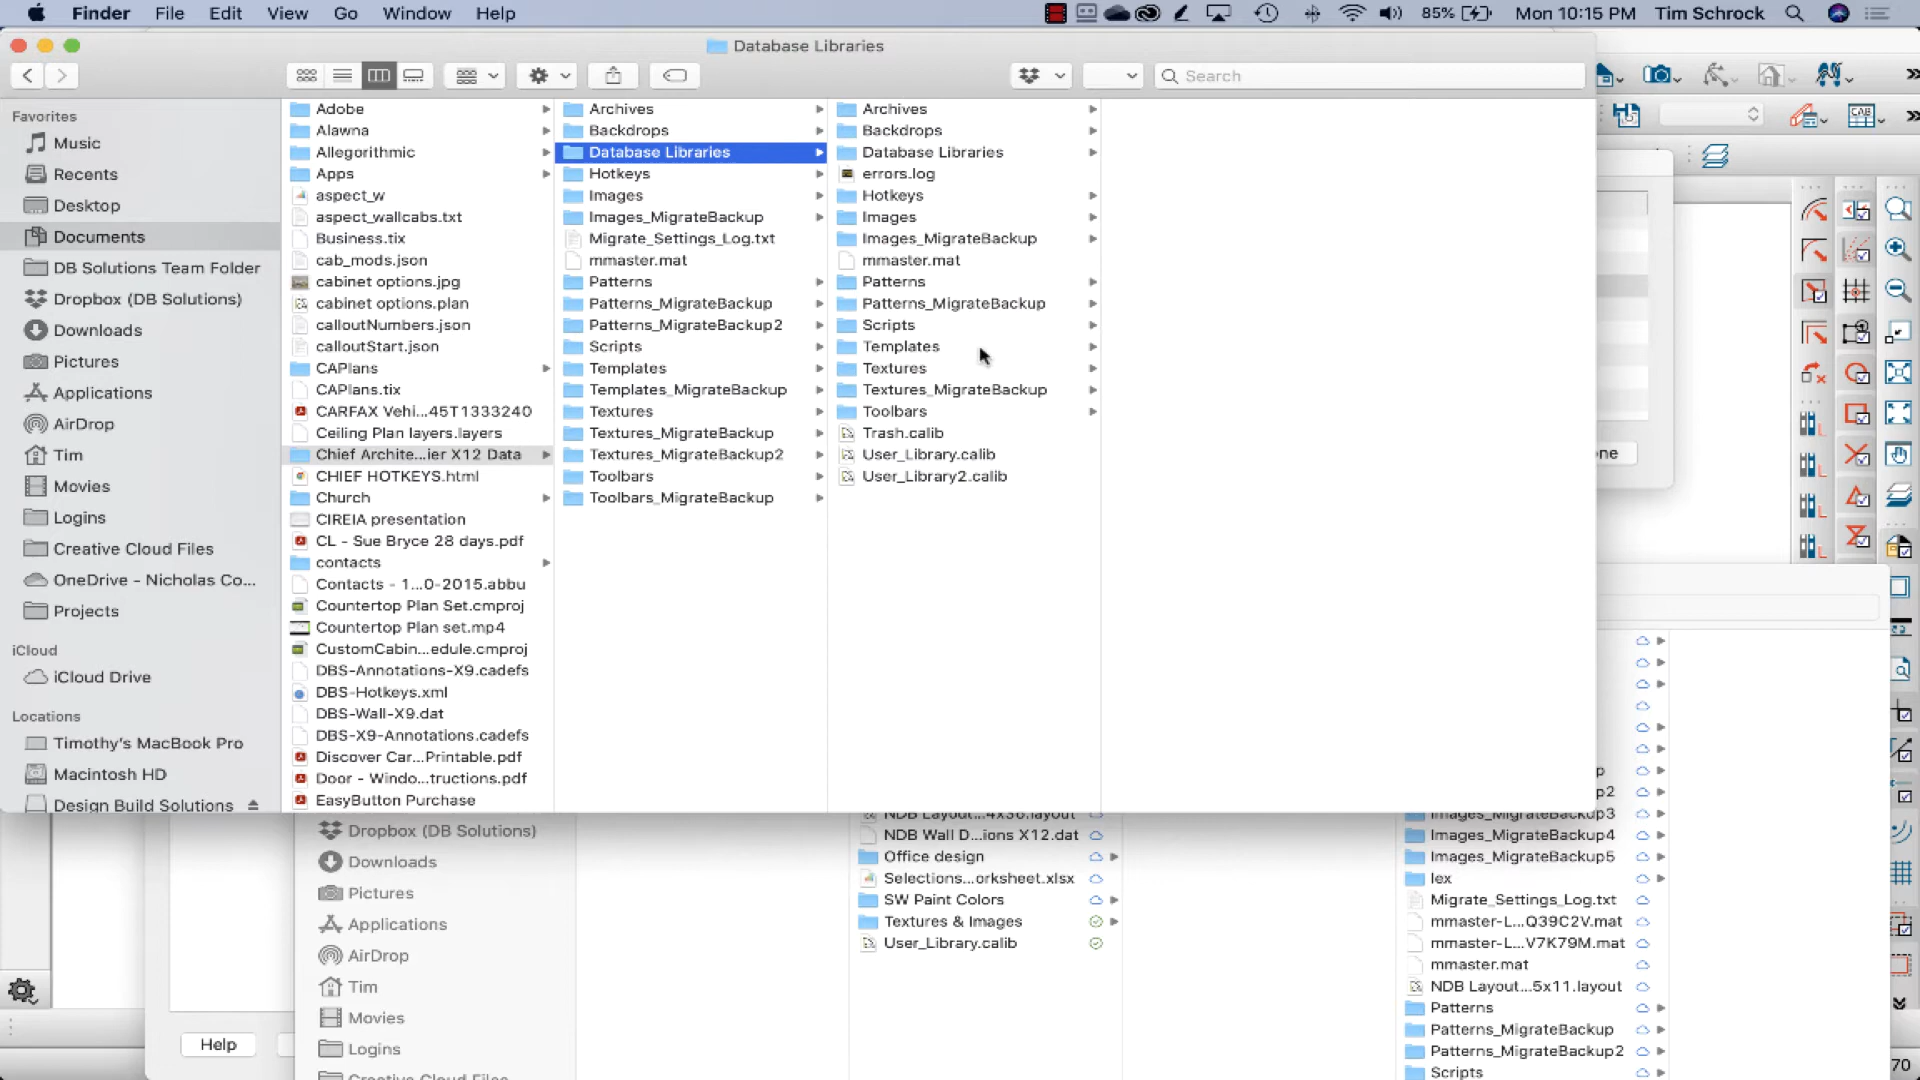 Finder File Edit View Go Window Help 85% Mon 10:15 PM Tim Schrock
Database Libraries
Search
Favorites
Music
Recents
Desktop
Documents
DB Solutions Team Folder
Dropbox (DB Solutions)
Downloads
Pictures
Applications
AirDrop
Tim
Movies
Logins
Creative Cloud Files
OneDrive - Nicholas Co...
Projects
iCloud
iCloud Drive
Locations
Timothy's MacBook Pro
Macintosh HD
Design Build Solutions
Adobe
Alawna
Allegorithmic
Apps
aspect_w
aspect_wallcabs.txt
Business.tix
cab_mods.json
cabinet options.jpg
cabinet options.plan
calloutNumbers.json
calloutStart.json
CAPlans
CAPlans.tix
CARFAX Vehi...45T1333240
Ceiling Plan layers.layers
Chief Archite...ier X12 Data
CHIEF HOTKEYS.html
Church
CIREIA presentation
CL - Sue Bryce 28 days.pdf
contacts
Contacts - 1...0-2015.abbu
Countertop Plan Set.cmproj
Countertop Plan set.mp4
CustomCabin...edule.cmproj
DBS-Annotations-X9.cadefs
DBS-Hotkeys.xml
DBS-Wall-X9.dat
DBS-X9-Annotations.cadefs
Discover Car...Printable.pdf
Door - Windo...tructions.pdf
EasyButton Purchase
Archives
Backdrops
Database Libraries
Hotkeys
Images
Images_MigrateBackup
Migrate_Settings_Log.txt
mmaster.mat
Patterns
Patterns_MigrateBackup
Patterns_MigrateBackup2
Scripts
Templates
Templates_MigrateBackup
Textures
Textures_MigrateBackup
Textures_MigrateBackup2
Toolbars
Toolbars_MigrateBackup
Archives
Backdrops
Database Libraries
errors.log
Hotkeys
Images
Images_MigrateBackup
mmaster.mat
Patterns
Patterns_MigrateBackup
Scripts
Templates
Textures
Textures_MigrateBackup
Toolbars
Trash.calib
User_Library.calib
User_Library2.calib
CAB
ne
Help
Dropbox (DB Solutions)
Downloads
Pictures
Applications
AirDrop
Tim
Movies
Logins
Creative Cloud Files
NDB Layout...4x36.layout
NDB Wall D...ions X12.dat
Office design
Selections...orksheet.xlsx
SW Paint Colors
Textures & Images
User_Library.calib
p
p2
Images_MigrateBackup3
Images_MigrateBackup4
Images_MigrateBackup5
lex
Migrate_Settings_Log.txt
mmaster-L...Q39C2V.mat
mmaster-L...V7K79M.mat
mmaster.mat
NDB Layout...5x11.layout
Patterns
Patterns_MigrateBackup
Patterns_MigrateBackup2
Scripts
70